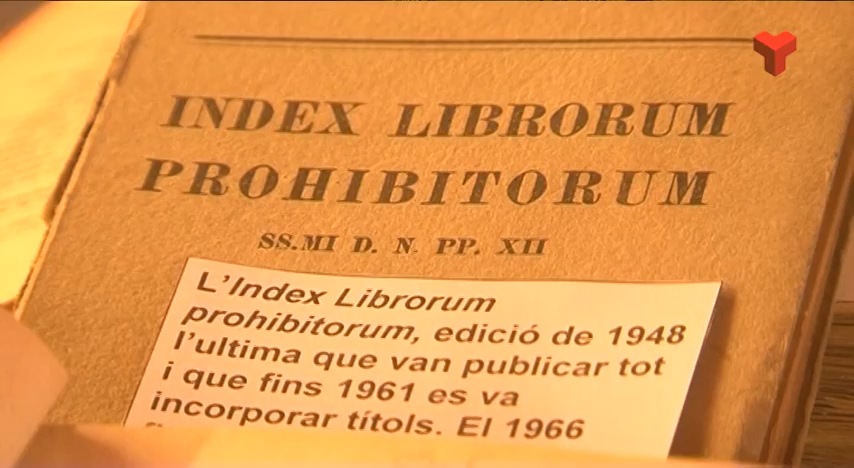 INDEX LIBRORUM
PROHIBITORUM
SS.MI D. N. PP. XII
L'Index Librorum
prohibitorum, edició de 1948
l'ultima que van publicar tot
i que fins 1961 es va
incorporar títols. El 1966